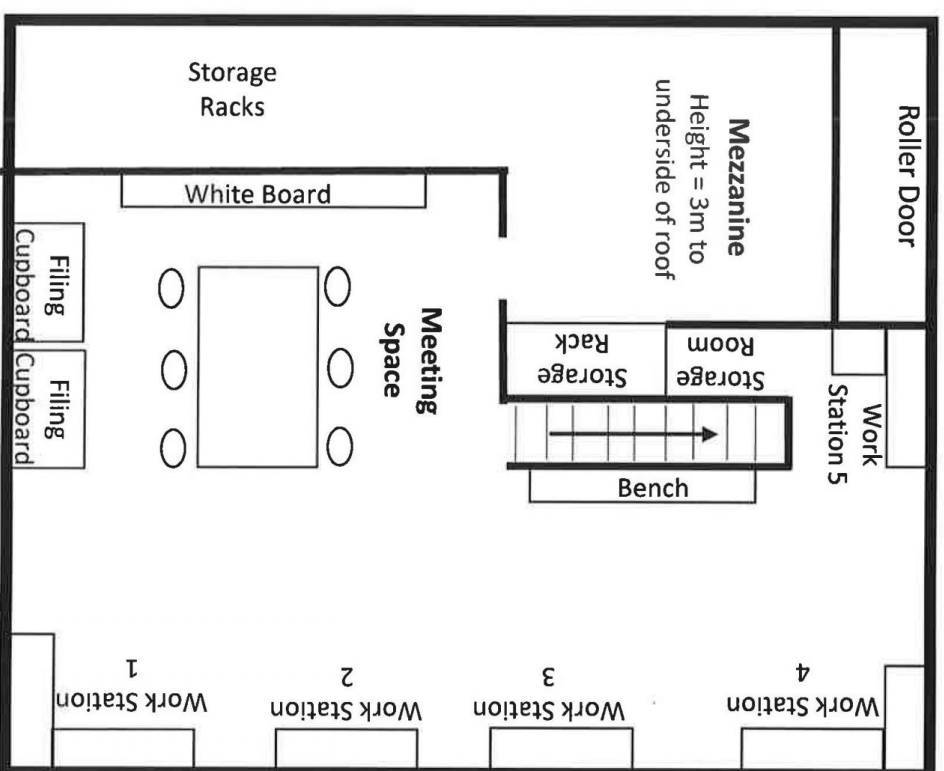 Storage
Racks
Mezzanine
Height = 3m to
underside of roof
Roller Door
White Board
Filing
Cupboard
Filing
Cupboard
Meeting
Space
Storage
Rack
Storage
Room
Work
Station 5
Bench
Work Station
1
Work Station
2
Work Station
3
Work Station
4